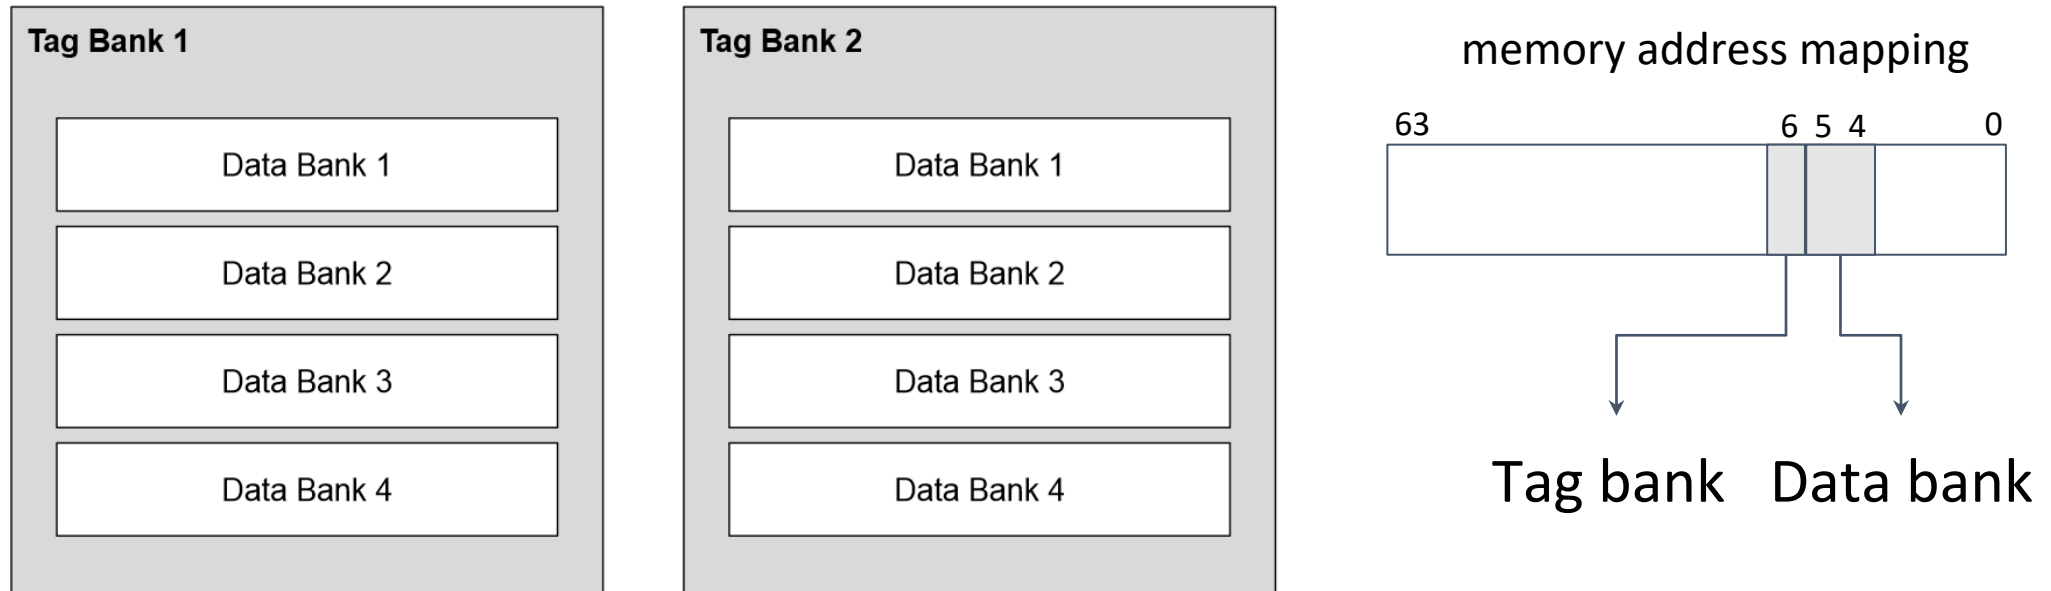 Tag Bank 1
Data Bank 1
Data Bank 2
Data Bank 3
Data Bank 4
Tag Bank 2
Data Bank 1
Data Bank 2
Data Bank 3
Data Bank 4
memory address mapping
63 6 5 4 0
Tag bank Data bank